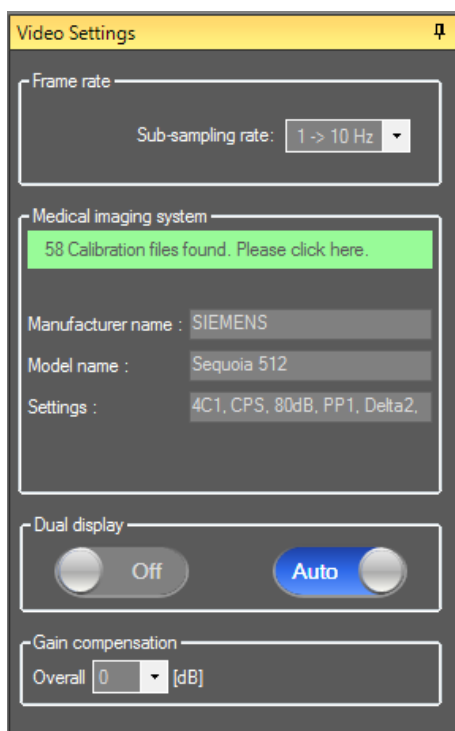 Video Settings
Frame rate
Sub-sampling rate: 1 -> 10 Hz
Medical imaging system
58 Calibration files found. Please click here.
Manufacturer name : SIEMENS
Model name : Sequoia 512
Settings : 4C1, CPS, 80dB, PP1, Delta2,
Dual display
Off Auto
Gain compensation
Overall 0 [dB]